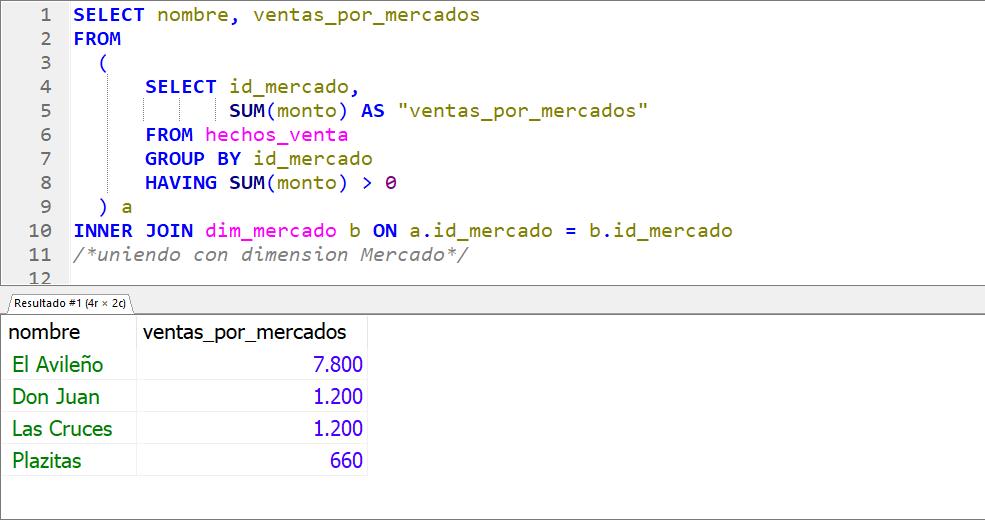 1 SELECT nombre, ventas_por_mercados
2 FROM
3 (
4 SELECT id_mercado,
5 SUM(monto) AS "ventas_por_mercados"
6 FROM hechos_venta
7 GROUP BY id_mercado
8 HAVING SUM(monto) > 0
9 ) a
10 INNER JOIN dim_mercado b ON a.id_mercado = b.id_mercado
11 /*uniendo con dimension Mercado*/
12
Resultado #1 (4r × 2c)
nombre ventas_por_mercados
El Avileño 7.800
Don Juan 1.200
Las Cruces 1.200
Plazitas 660